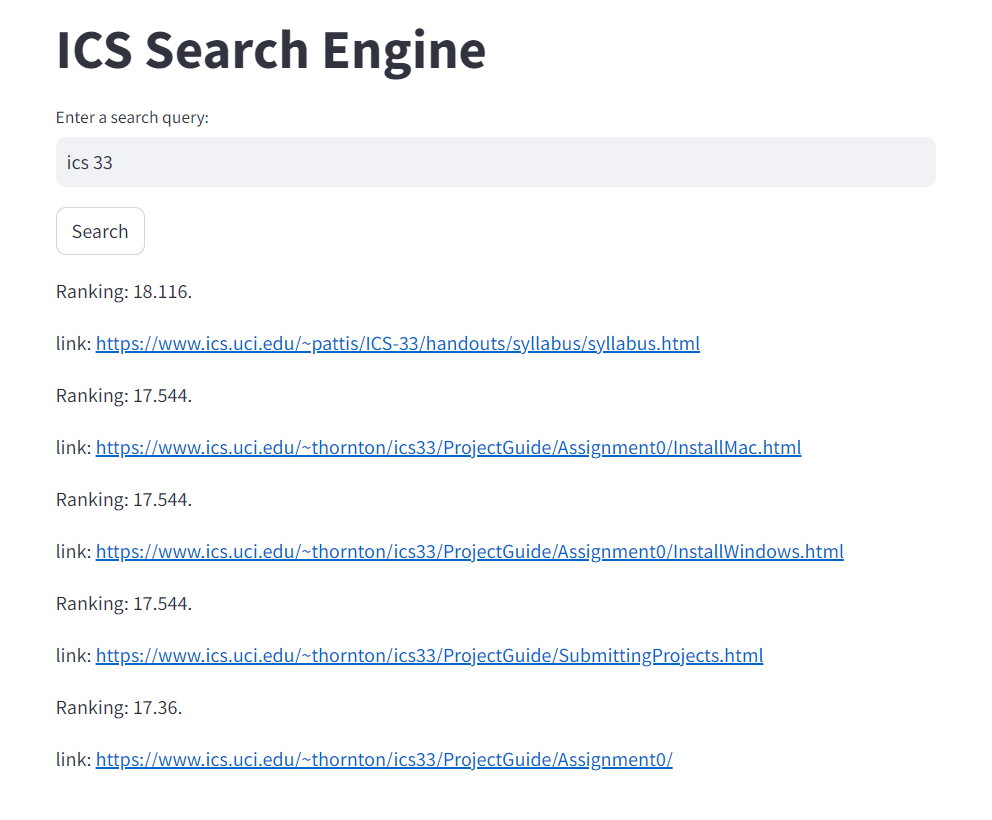 ICS Search Engine
Enter a search query:
ics 33
Search
Ranking: 18.116.
link: https://www.ics.uci.edu/~pattis/ICS-33/handouts/syllabus/syllabus.html
Ranking: 17.544.
link: https://www.ics.uci.edu/~thornton/ics33/ProjectGuide/Assignment0/InstallMac.html
Ranking: 17.544.
link: https://www.ics.uci.edu/~thornton/ics33/ProjectGuide/Assignment0/InstallWindows.html
Ranking: 17.544.
link: https://www.ics.uci.edu/~thornton/ics33/ProjectGuide/SubmittingProjects.html
Ranking: 17.36.
link: https://www.ics.uci.edu/~thornton/ics33/ProjectGuide/Assignment0/